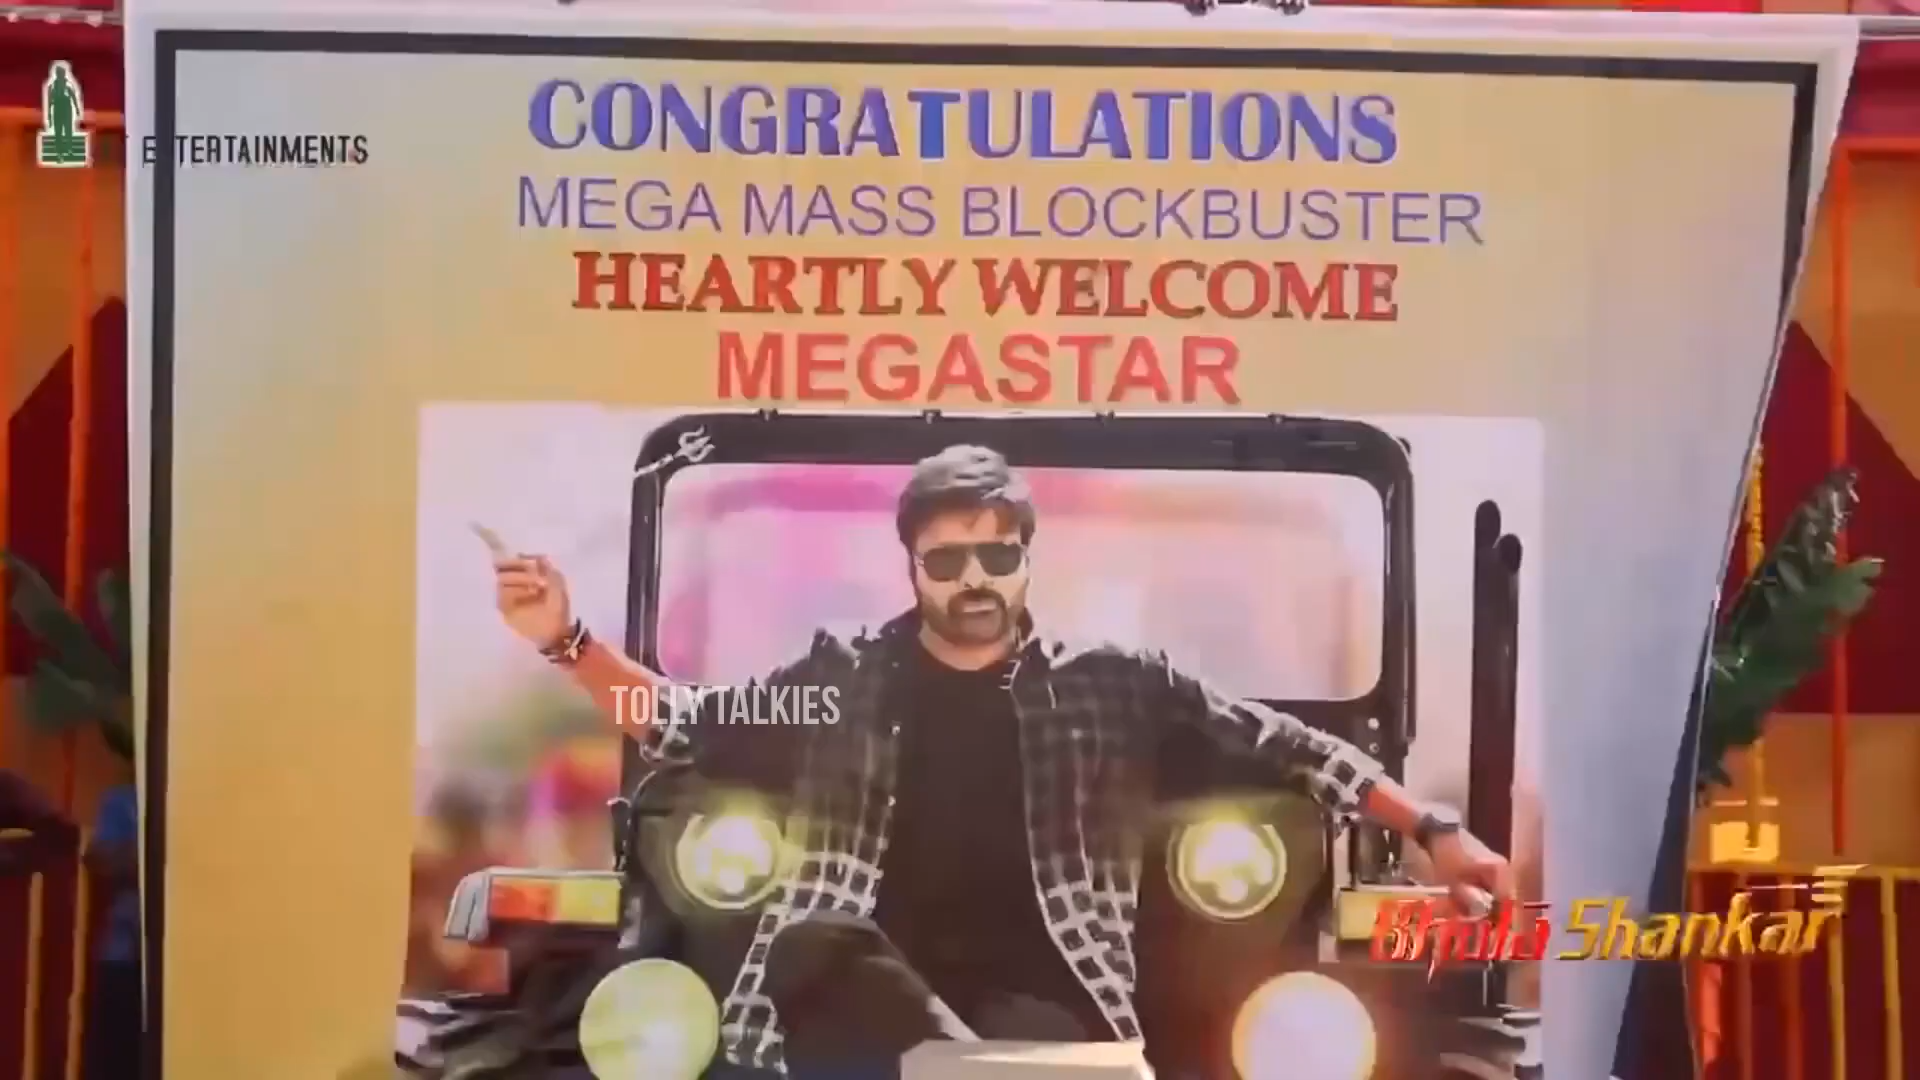 CONGRATULATIONS
ENTERTAINMENTS
MEGA MASS BLOCKBUSTER
HEARTLY WELCOME
MEGASTAR
TOLLY TALKIES
Bhola Shankar